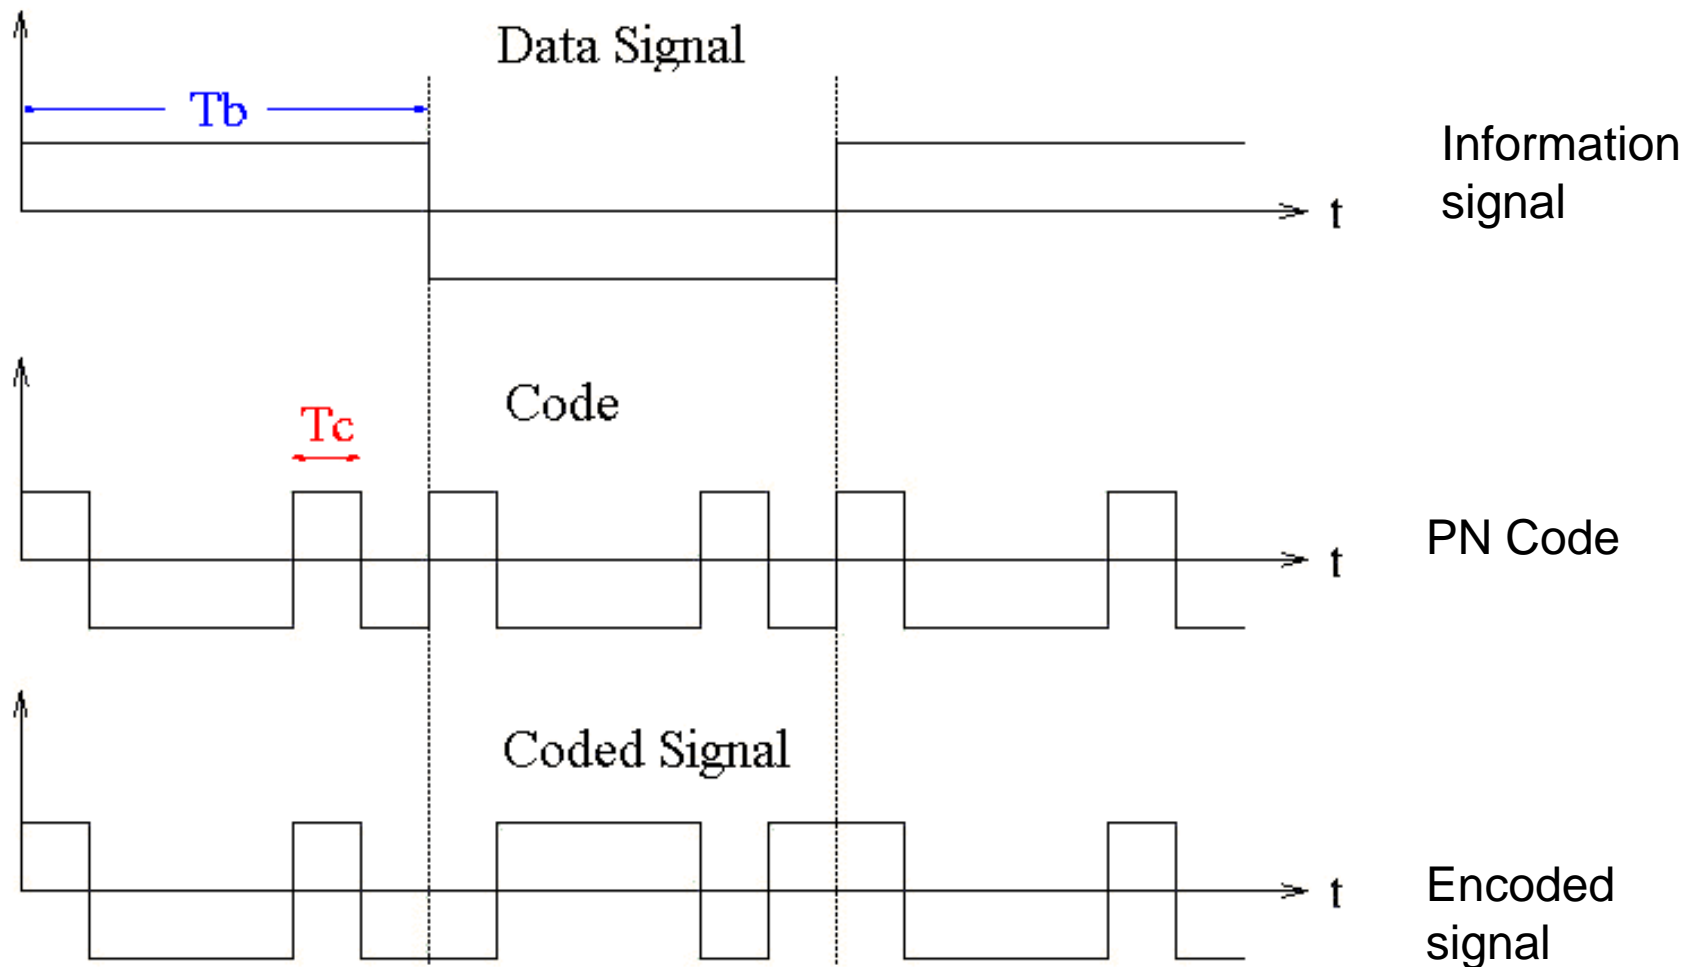 Data Signal
Tb
Information
signal
t
Code
Tc
PN Code
t
Coded Signal
Encoded
signal
t